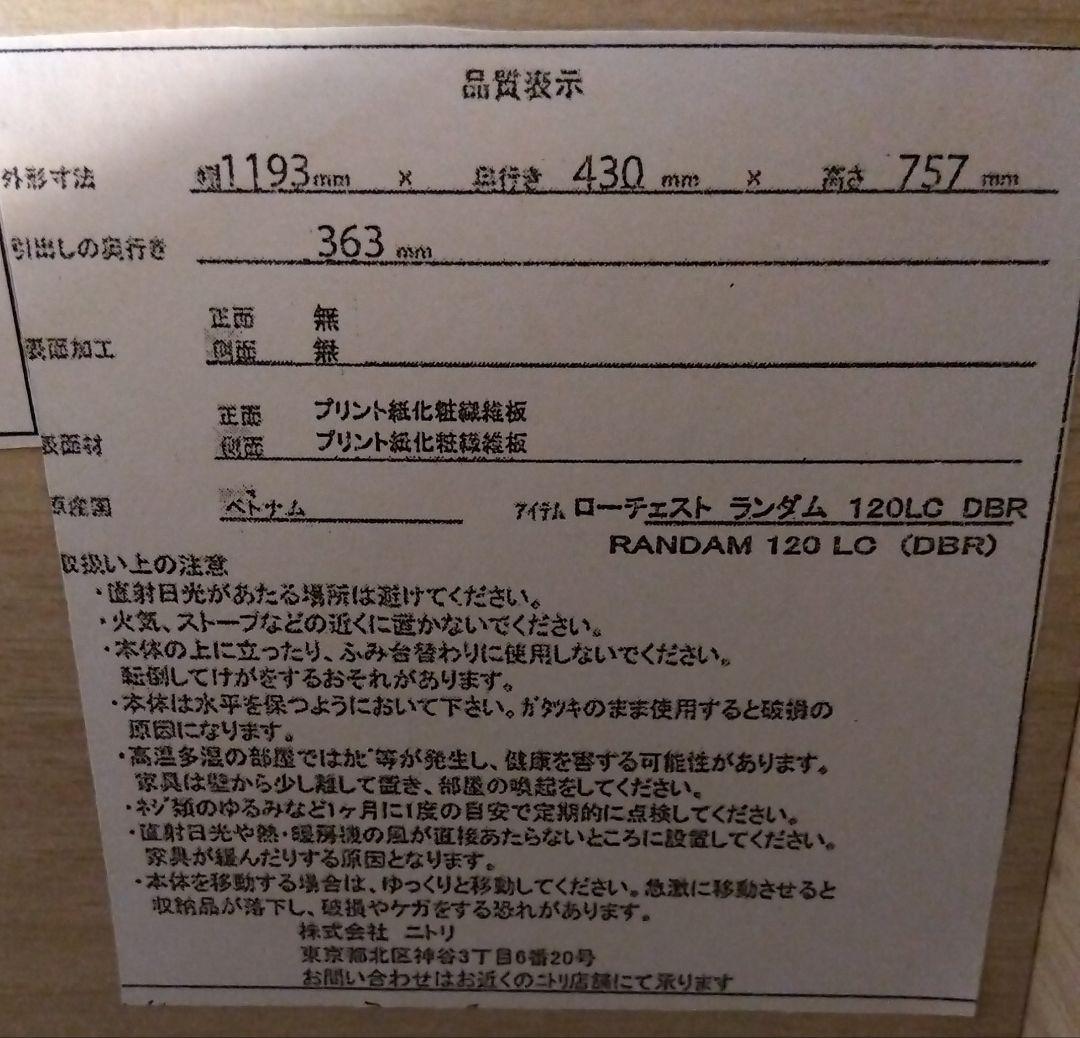 品質表示
外形寸法 幅1193mm × 奥行き 430 mm × 高さ 757 mm
引出しの奥行き 363 mm
正面 無
表面加工 側面 無
正面 プリント紙化粧繊維板
表面材 側面 プリント紙化粧繊維板
原産国 ベトナム アイテム ローチェスト ランダム 120LC DBR
RANDAM 120 LC (DBR)
取扱い上の注意
・直射日光があたる場所は避けてください。
・火気、ストーブなどの近くに置かないでください。
・本体の上に立ったり、ふみ台替わりに使用しないでください。
転倒してけがをするおそれがあります。
・本体は水平を保つようにおいて下さい。ガタツキのまま使用すると破損の
原因になります。
・高温多湿の部屋ではカビ等が発生し、健康を害する可能性があります。
家具は壁から少し離して置き、部屋の喚起をしてください。
・ネジ類のゆるみなど1ヶ月に1度の目安で定期的に点検してください。
・直射日光や熱・暖房機の風が直接あたらないところに設置してください。
家具が緩んだりする原因となります。
・本体を移動する場合は、ゆっくりと移動してください。急激に移動させると
収納品が落下し、破損やケガをする恐れがあります。
株式会社 ニトリ
東京都北区神谷3丁目6番20号
お問い合わせはお近くのニトリ店舗にて承ります